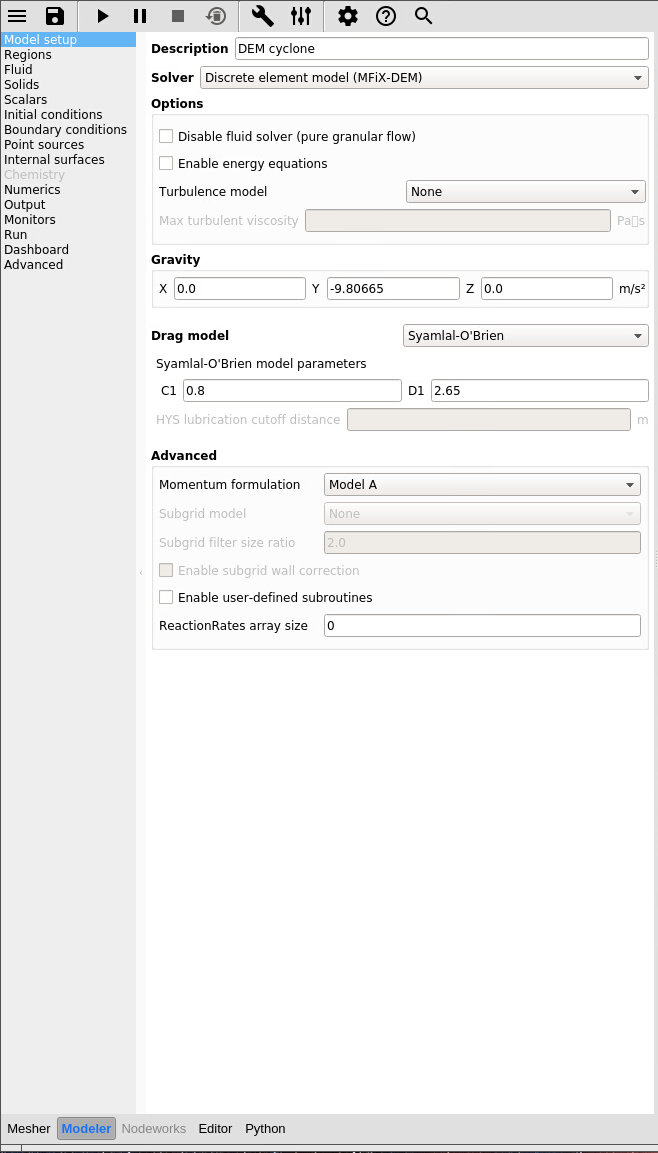 Model setup
Regions
Fluid
Solids
Scalars
Initial conditions
Boundary conditions
Point sources
Internal surfaces
Chemistry
Numerics
Output
Monitors
Run
Dashboard
Advanced
Description DEM cyclone
Solver Discrete element model (MFiX-DEM)
Options
Disable fluid solver (pure granular flow)
Enable energy equations
Turbulence model None
Max turbulent viscosity Pa▯s
Gravity
X 0.0 Y -9.80665 Z 0.0 m/s²
Drag model Syamlal-O'Brien
Syamlal-O'Brien model parameters
C1 0.8 D1 2.65
HYS lubrication cutoff distance m
Advanced
Momentum formulation Model A
Subgrid model None
Subgrid filter size ratio 2.0
Enable subgrid wall correction
Enable user-defined subroutines
ReactionRates array size 0
Mesher Modeler Nodeworks Editor Python